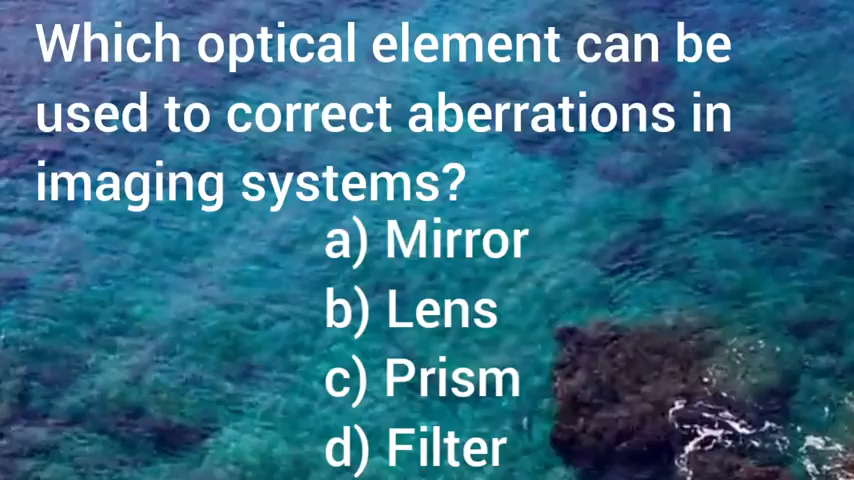 Which optical element can be
used to correct aberrations in
imaging systems?
a) Mirror
b) Lens
c) Prism
d) Filter